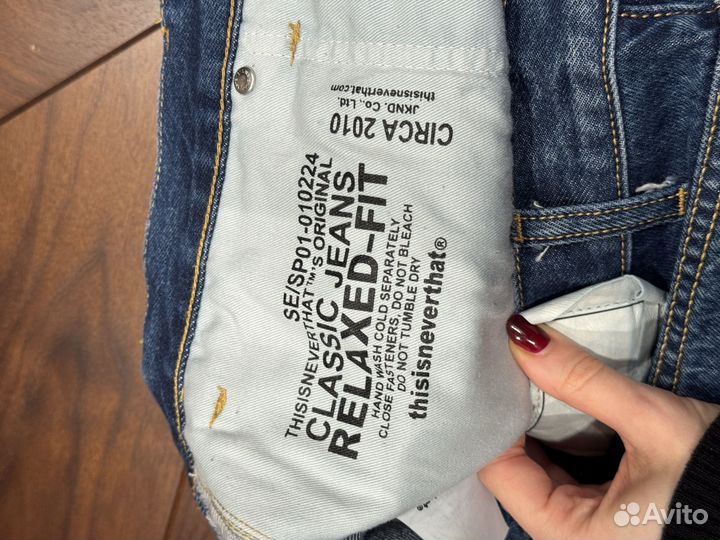 SE/SP01-010224
THISISNEVERTHAT™'S ORIGINAL
CLASSIC JEANS
RELAXED-FIT
HAND WASH COLD SEPARATELY
CLOSE FASTENERS, DO NOT BLEACH
DO NOT TUMBLE DRY
thisisneverthat®
CIRCA 2010
JKND. Co., Ltd.
thisisneverthat.com
Avito